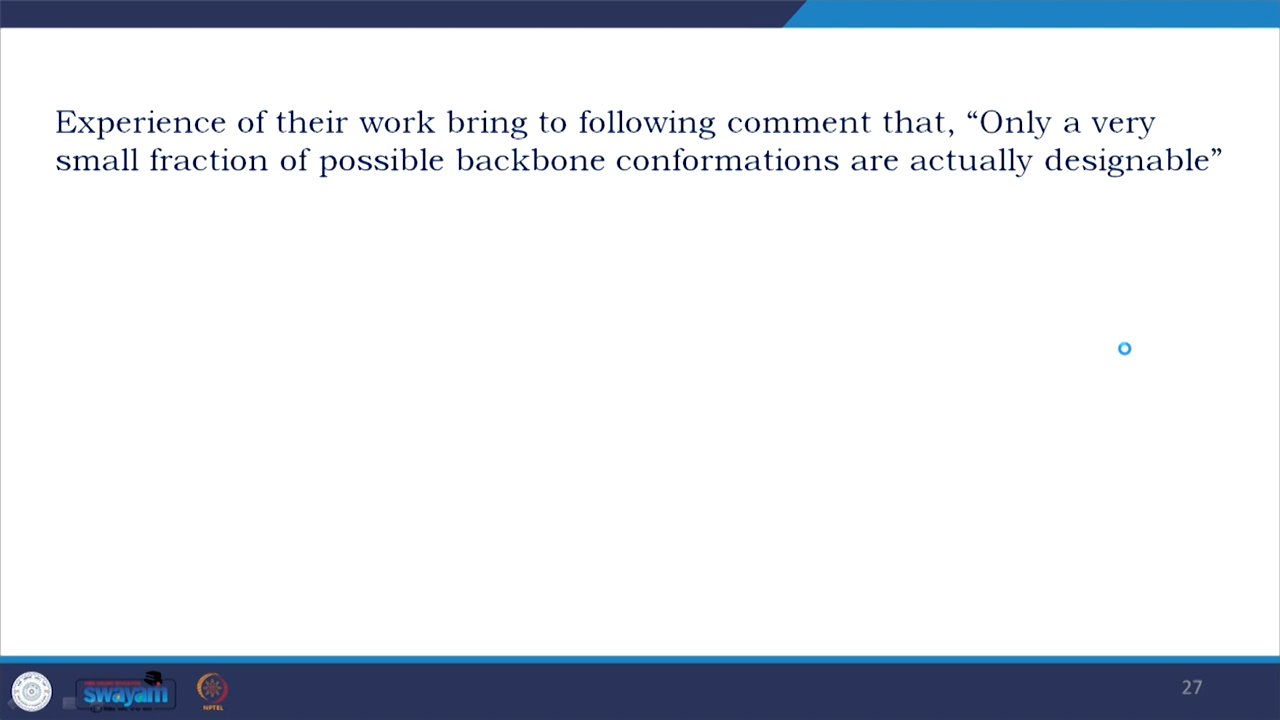 Experience of their work bring to following comment that, “Only a very
small fraction of possible backbone conformations are actually designable”
swayam
NPTEL
27